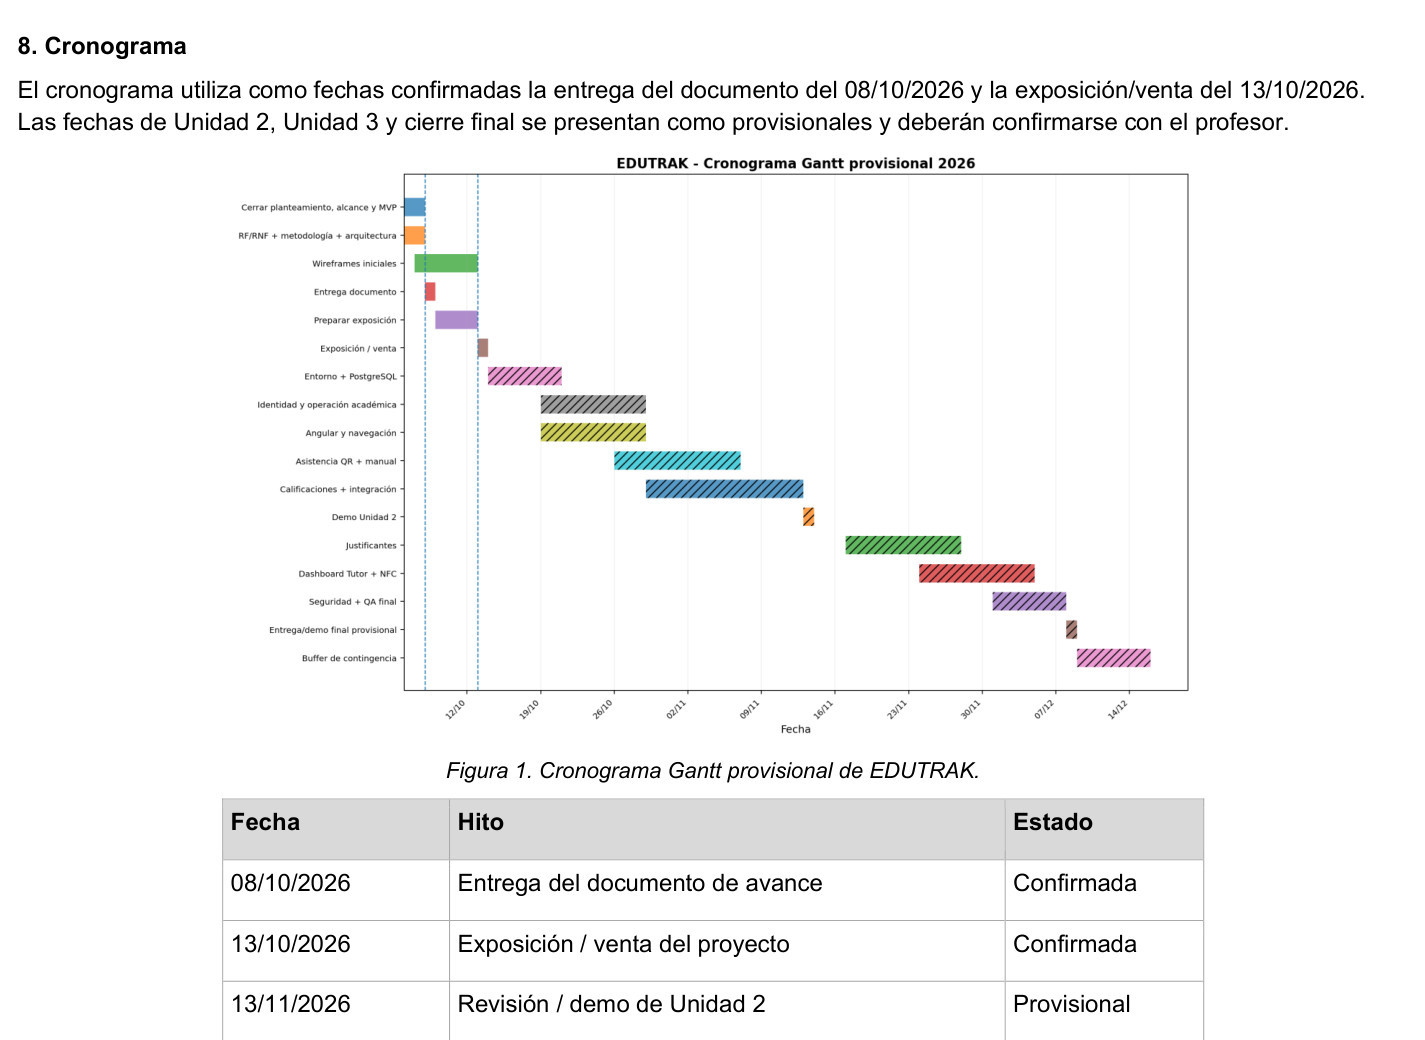 8. Cronograma
El cronograma utiliza como fechas confirmadas la entrega del documento del 08/10/2026 y la exposición/venta del 13/10/2026.
Las fechas de Unidad 2, Unidad 3 y cierre final se presentan como provisionales y deberán confirmarse con el profesor.
EDUTRAK - Cronograma Gantt provisional 2026
Cerrar planteamiento, alcance y MVP
RF/RNF + metodología + arquitectura
Wireframes iniciales
Entrega documento
Preparar exposición
Exposición / venta
Entorno + PostgreSQL
Identidad y operación académica
Angular y navegación
Asistencia QR + manual
Calificaciones + integración
Demo Unidad 2
Justificantes
Dashboard Tutor + NFC
Seguridad + QA final
Entrega/demo final provisional
Buffer de contingencia
12/10 19/10 26/10 02/11 09/11 16/11 23/11 30/11 07/12 14/12
Fecha
Figura 1. Cronograma Gantt provisional de EDUTRAK.
Fecha Hito Estado
08/10/2026 Entrega del documento de avance Confirmada
13/10/2026 Exposición / venta del proyecto Confirmada
13/11/2026 Revisión / demo de Unidad 2 Provisional